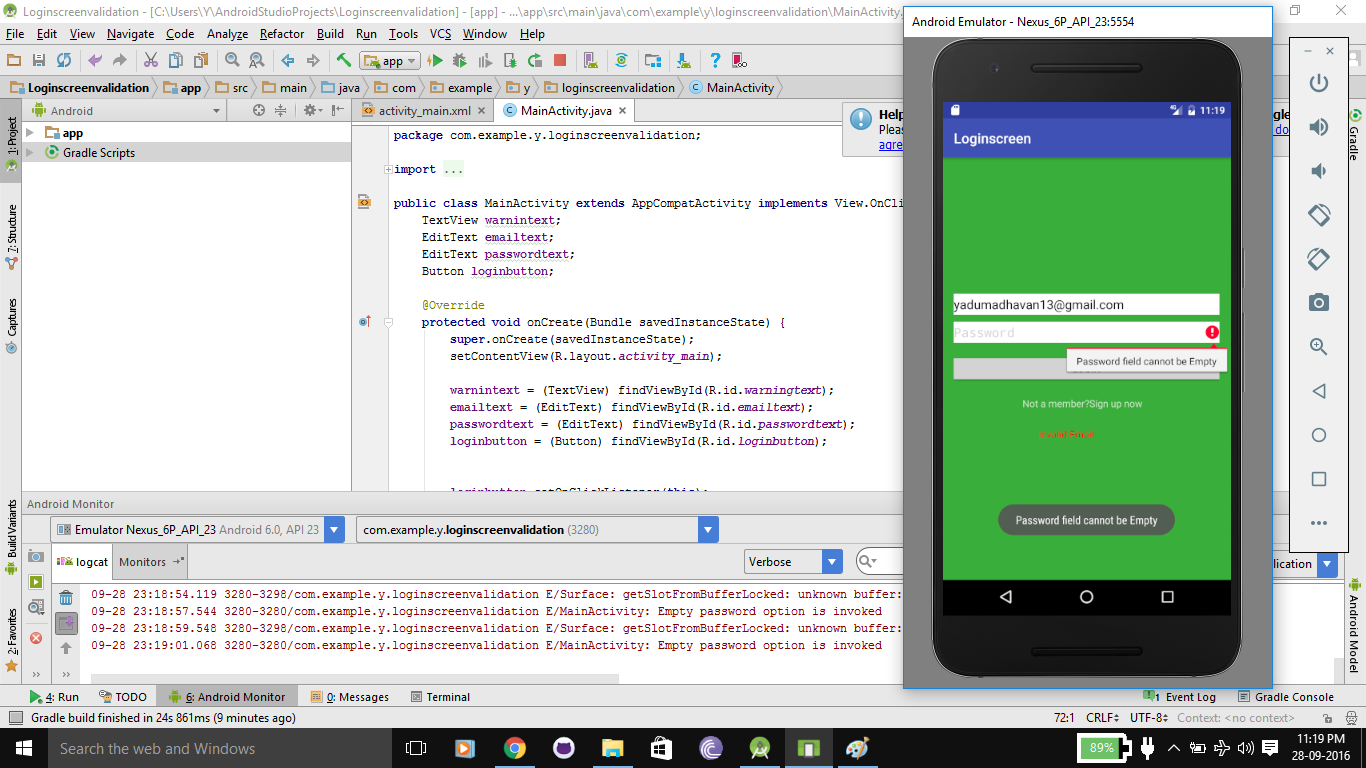 Loginscreenvalidation - [C:\Users\Y\AndroidStudioProjects\Loginscreenvalidation] - [app] - ...\app\src\main\java\com\example\y\loginscreenvalidation\MainActivity.
File Edit View Navigate Code Analyze Refactor Build Run Tools VCS Window Help
app
Loginscreenvalidation app src main java com example y loginscreenvalidation MainActivity
1: Project
7: Structure
Captures
Build Variants
2: Favorites
Android
app
Gradle Scripts
activity_main.xml MainActivity.java
package com.example.y.loginscreenvalidation;
import ...
public class MainActivity extends AppCompatActivity implements View.OnCli
TextView warnintext;
EditText emailtext;
EditText passwordtext;
Button loginbutton;
@Override
protected void onCreate(Bundle savedInstanceState) {
super.onCreate(savedInstanceState);
setContentView(R.layout.activity_main);
warnintext = (TextView) findViewById(R.id.warningtext);
emailtext = (EditText) findViewById(R.id.emailtext);
passwordtext = (EditText) findViewById(R.id.passwordtext);
loginbutton = (Button) findViewById(R.id.loginbutton);
loginbutton.setOnClickListener(this);
Help
Pleas
agre
gle
do
Gradle
Android Model
Android Emulator - Nexus_6P_API_23:5554
11:19
Loginscreen
yadumadhavan13@gmail.com
Password
Password field cannot be Empty
Not a member?Sign up now
Invalid Email
Password field cannot be Empty
Android Monitor
Emulator Nexus_6P_API_23 Android 6.0, API 23
com.example.y.loginscreenvalidation (3280)
logcat Monitors
Verbose
lication
09-28 23:18:54.119 3280-3298/com.example.y.loginscreenvalidation E/Surface: getSlotFromBufferLocked: unknown buffer:
09-28 23:18:57.544 3280-3280/com.example.y.loginscreenvalidation E/MainActivity: Empty password option is invoked
09-28 23:18:59.548 3280-3298/com.example.y.loginscreenvalidation E/Surface: getSlotFromBufferLocked: unknown buffer:
09-28 23:19:01.068 3280-3280/com.example.y.loginscreenvalidation E/MainActivity: Empty password option is invoked
4: Run TODO 6: Android Monitor 0: Messages Terminal 1 Event Log Gradle Console
Gradle build finished in 24s 861ms (9 minutes ago)
72:1 CRLF UTF-8 Context: <no context>
Search the web and Windows
89%
11:19 PM
28-09-2016